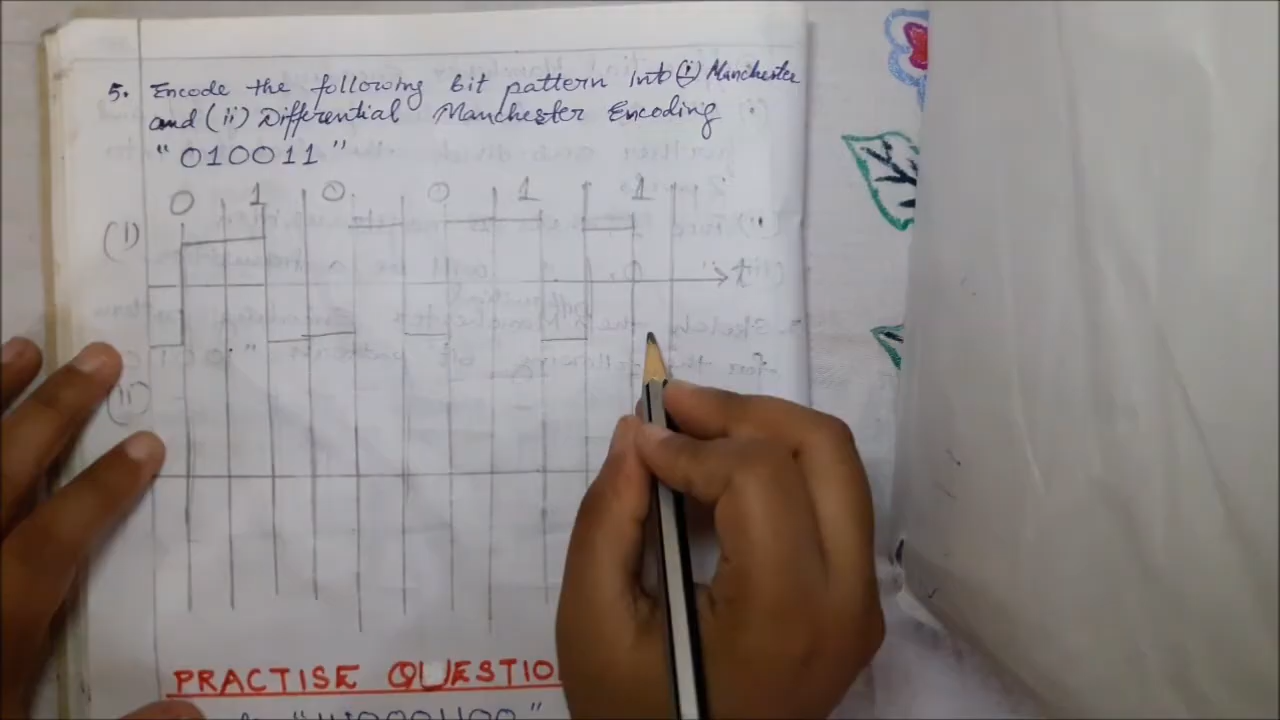 5. Encode the following bit pattern into (i) Manchester
and (ii) Differential Manchester Encoding
"010011"
0 1 0 0 1 1
(i)
t
(ii)
PRACTISE QUESTIO